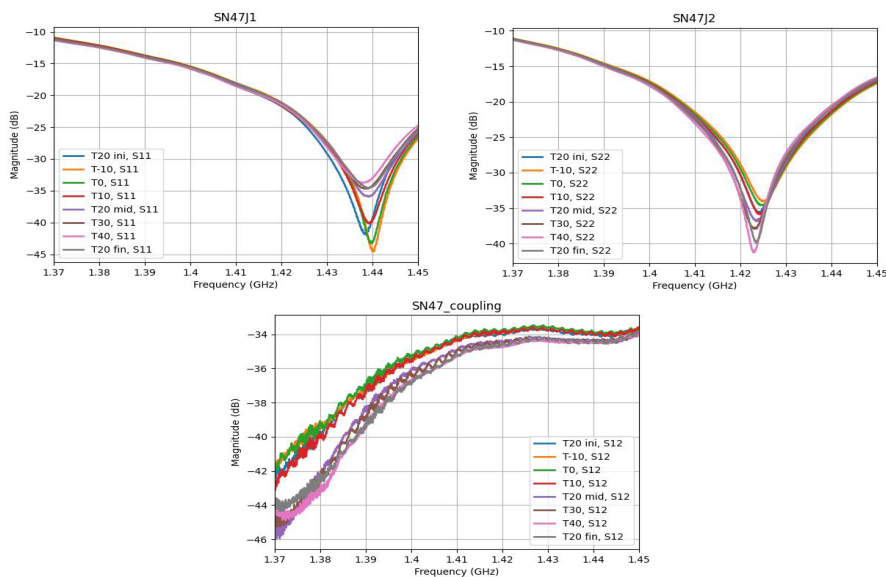 SN47J1
Magnitude (dB)
−10
−15
−20
−25
−30
−35
−40
−45
T20 ini, S11
T-10, S11
T0, S11
T10, S11
T20 mid, S11
T30, S11
T40, S11
T20 fin, S11
1.37 1.38 1.39 1.4 1.41 1.42 1.43 1.44 1.45
Frequency (GHz)
SN47J2
Magnitude (dB)
−10
−15
−20
−25
−30
−35
−40
T20 ini, S22
T-10, S22
T0, S22
T10, S22
T20 mid, S22
T30, S22
T40, S22
T20 fin, S22
1.37 1.38 1.39 1.4 1.41 1.42 1.43 1.44 1.45
Frequency (GHz)
SN47_coupling
Magnitude (dB)
−34
−36
−38
−40
−42
−44
−46
T20 ini, S12
T-10, S12
T0, S12
T10, S12
T20 mid, S12
T30, S12
T40, S12
T20 fin, S12
1.37 1.38 1.39 1.4 1.41 1.42 1.43 1.44 1.45
Frequency (GHz)